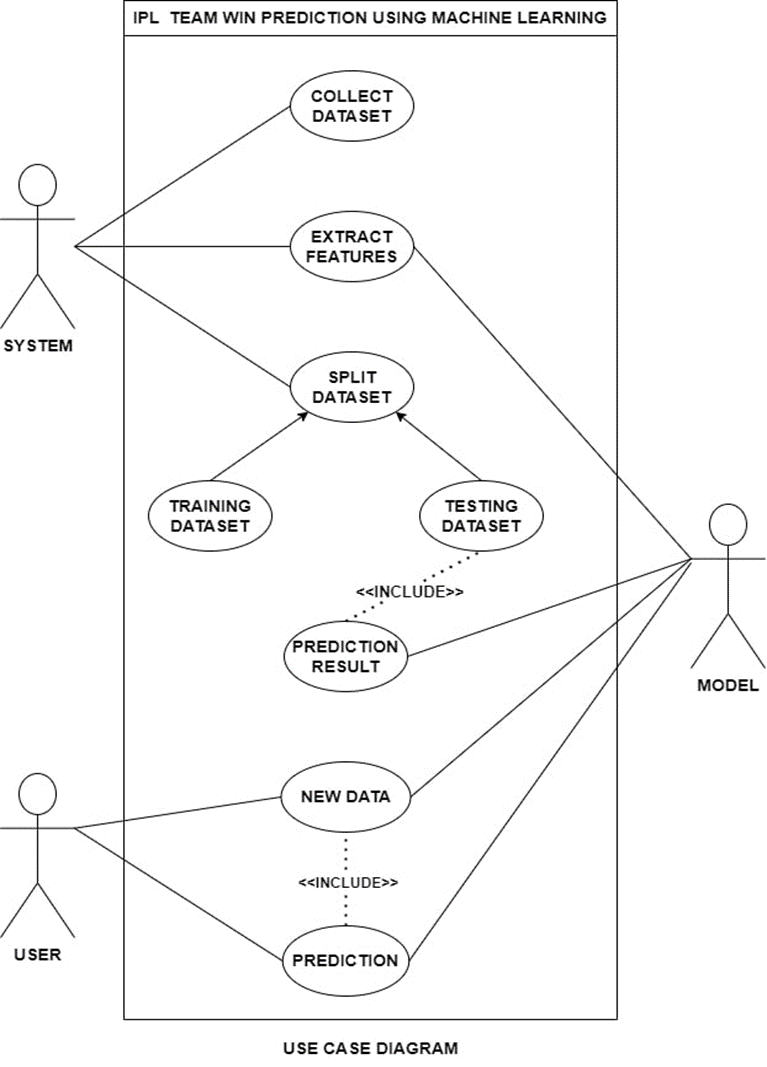 IPL TEAM WIN PREDICTION USING MACHINE LEARNING
COLLECT
DATASET
EXTRACT
FEATURES
SYSTEM
SPLIT
DATASET
TRAINING
DATASET
TESTING
DATASET
<<INCLUDE>>
PREDICTION
RESULT
MODEL
NEW DATA
<<INCLUDE>>
USER
PREDICTION
USE CASE DIAGRAM